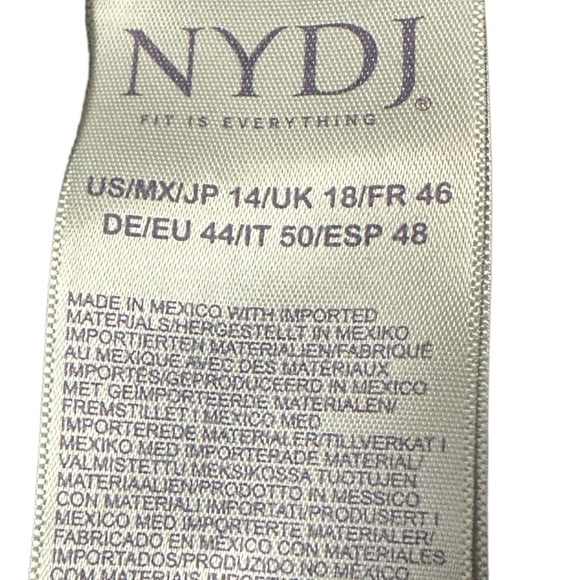 NYDJ®
FIT IS EVERYTHING
US/MX/JP 14/UK 18/FR 46
DE/EU 44/IT 50/ESP 48
MADE IN MEXICO WITH IMPORTED
MATERIALS/HERGESTELLT IN MEXIKO
IMPORTIERTEN MATERIALIEN/FABRIQUÉ
AU MEXIQUE AVEC DES MATÉRIAUX
IMPORTÉS/GEPRODUCEERD IN MEXICO
MET GEÏMPORTEERDE MATERIALEN/
FREMSTILLET I MEXICO MED
IMPORTEREDE MATERIALER/TILLVERKAT I
MEXIKO MED IMPORTERADE MATERIAL/
VALMISTETTU MEKSIKOSSA TUOTUJEN
MATERIAALIEN/PRODOTTO IN MESSICO
CON MATERIALI IMPORTATI/PRODUSERT I
MEXICO MED IMPORTERTE MATERIALER/
FABRICADO EN MÉXICO CON MATERIALES
IMPORTADOS/PRODUZIDO NO MÉXICO
COM MATERIAIS IMPORTADOS